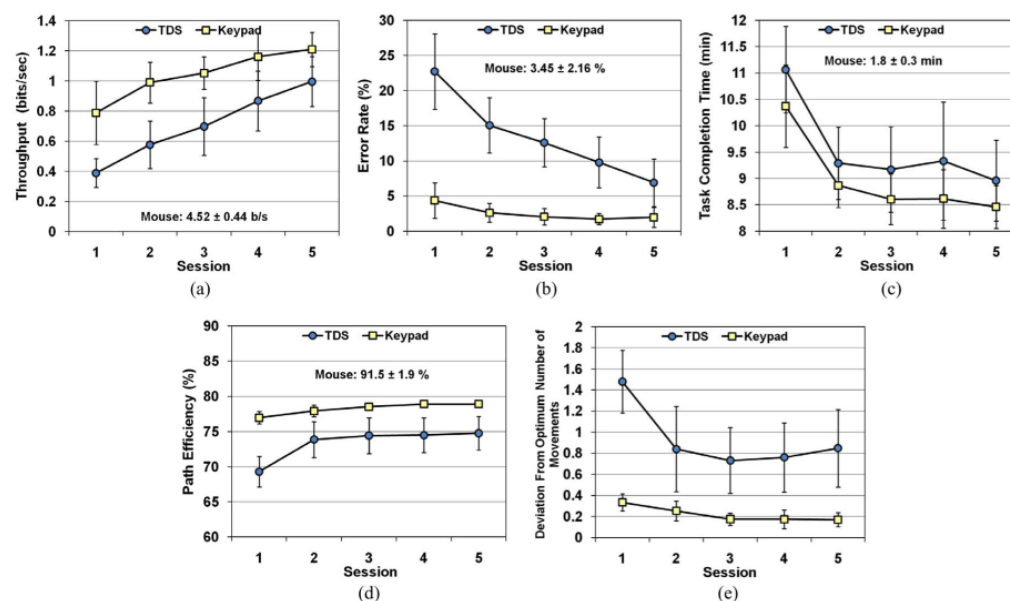 TDS Keypad
Throughput (bits/sec)
1.4
1.2
1
0.8
0.6
0.4
0.2
0
Mouse: 4.52 ± 0.44 b/s
1 2 3 4 5
Session
(a)
TDS Keypad
Error Rate (%)
30
25
20
15
10
5
0
Mouse: 3.45 ± 2.16 %
1 2 3 4 5
Session
(b)
TDS Keypad
Task Completion Time (min)
12
11.5
11
10.5
10
9.5
9
8.5
8
Mouse: 1.8 ± 0.3 min
1 2 3 4 5
Session
(c)
TDS Keypad
Path Efficiency (%)
90
85
80
75
70
65
60
Mouse: 91.5 ± 1.9 %
1 2 3 4 5
Session
(d)
TDS Keypad
Deviation From Optimum Number of
Movements
2
1.8
1.6
1.4
1.2
1
0.8
0.6
0.4
0.2
0
1 2 3 4 5
Session
(e)